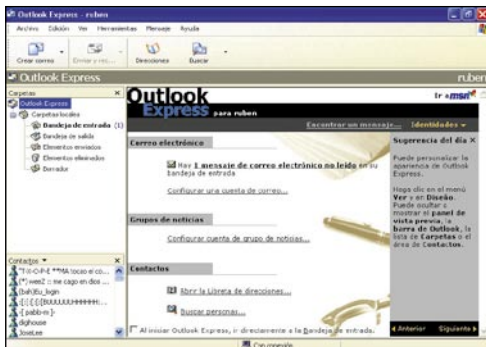 Outlook Express - ruben
Archivo Edición Ver Herramientas Mensaje Ayuda
Crear correo Enviar y rec... Direcciones Buscar
Outlook Express ruben
Carpetas
Outlook Express
Carpetas locales
Bandeja de entrada (1)
Bandeja de salida
Elementos enviados
Elementos eliminados
Borrador
Contactos
(bah)Eu_login
-{ pabb-m }-
dighouse
JoseLee
Outlook
Express para ruben
Ir a msn
Encontrar un mensaje... Identidades
Correo electrónico
Hay 1 mensaje de correo electrónico no leído en su
bandeja de entrada
Configurar una cuenta de correo...
Grupos de noticias
Configurar cuenta de grupo de noticias...
Contactos
Abrir la Libreta de direcciones...
Buscar personas...
Al iniciar Outlook Express, ir directamente a la Bandeja de entrada.
Sugerencia del día
Puede personalizar la
apariencia de Outlook
Express.
Haga clic en el menú
Ver y en Diseño.
Puede ocultar o
mostrar el panel de
vista previa, la
barra de Outlook, la
lista de Carpetas o el
área de Contactos.
Anterior Siguiente
Con conexión